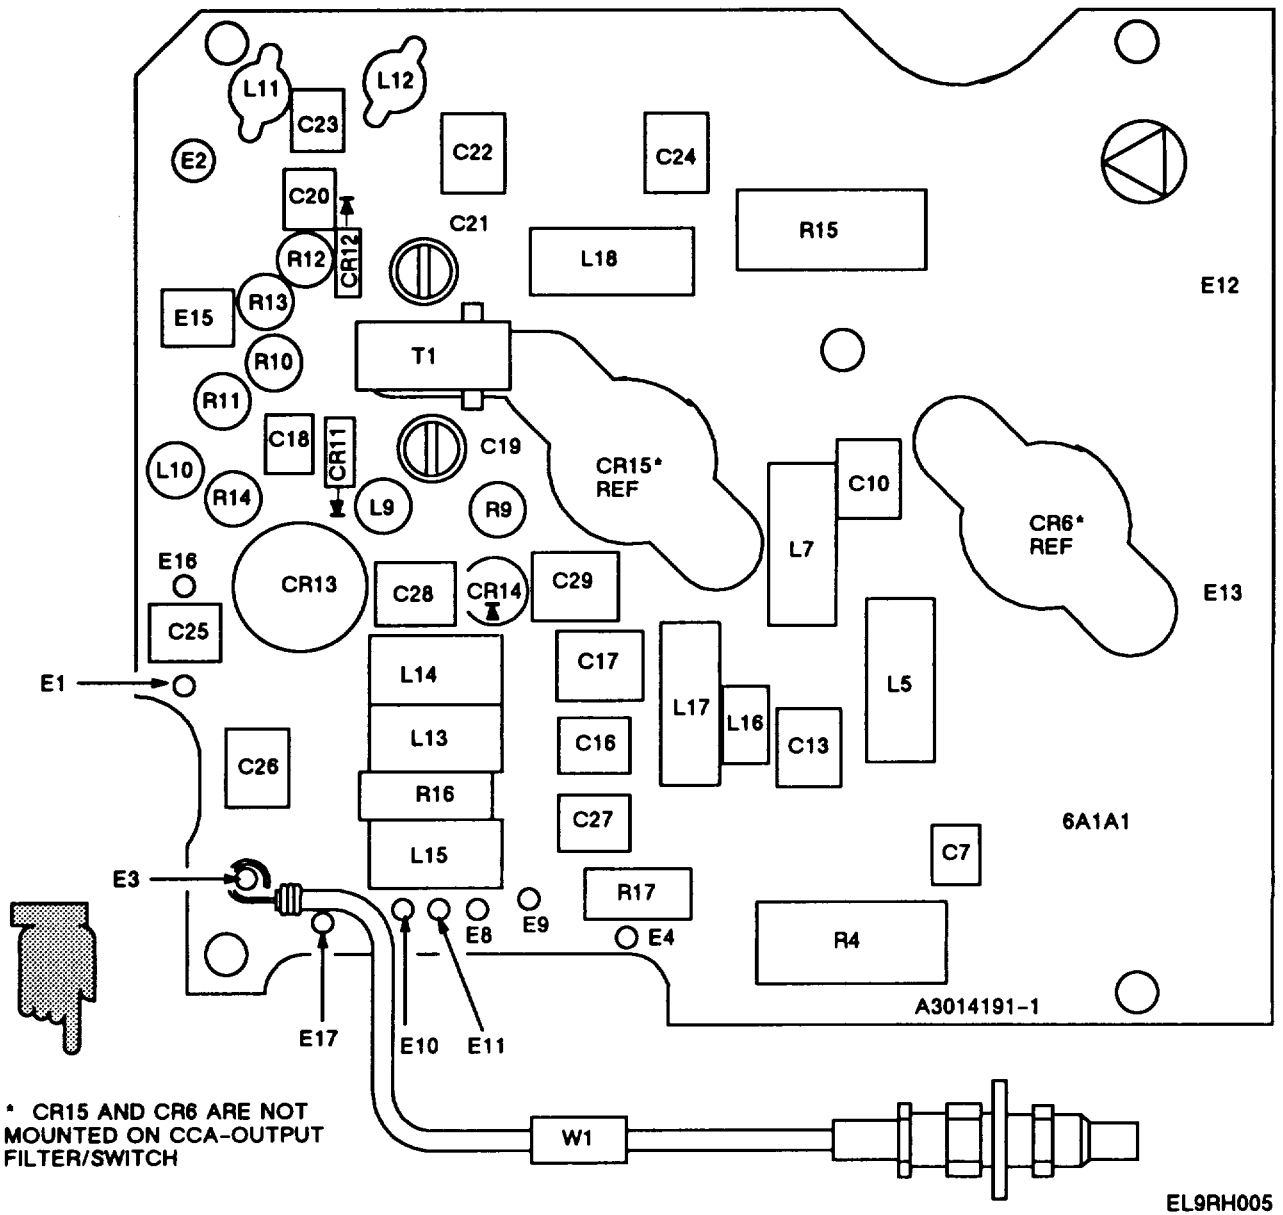 L11
L12
C23
C22
C24
E2
C20
C21
R15
R12
CR12
L18
E12
R13
E15
T1
R10
R11
C18
CR11
C19
L10
CR15*
REF
C10
R14
L9
R9
CR6*
REF
L7
E16
CR13
C28
CR14
C29
E13
C25
C17
L14
E1
L5
L17
L16
L13
C16
C13
C26
R16
C27
6A1A1
L15
C7
E3
R17
E9
E8
E4
R4
A3014191-1
E17
E10
E11
* CR15 AND CR6 ARE NOT
MOUNTED ON CCA-OUTPUT
FILTER/SWITCH
W1
EL9RH005